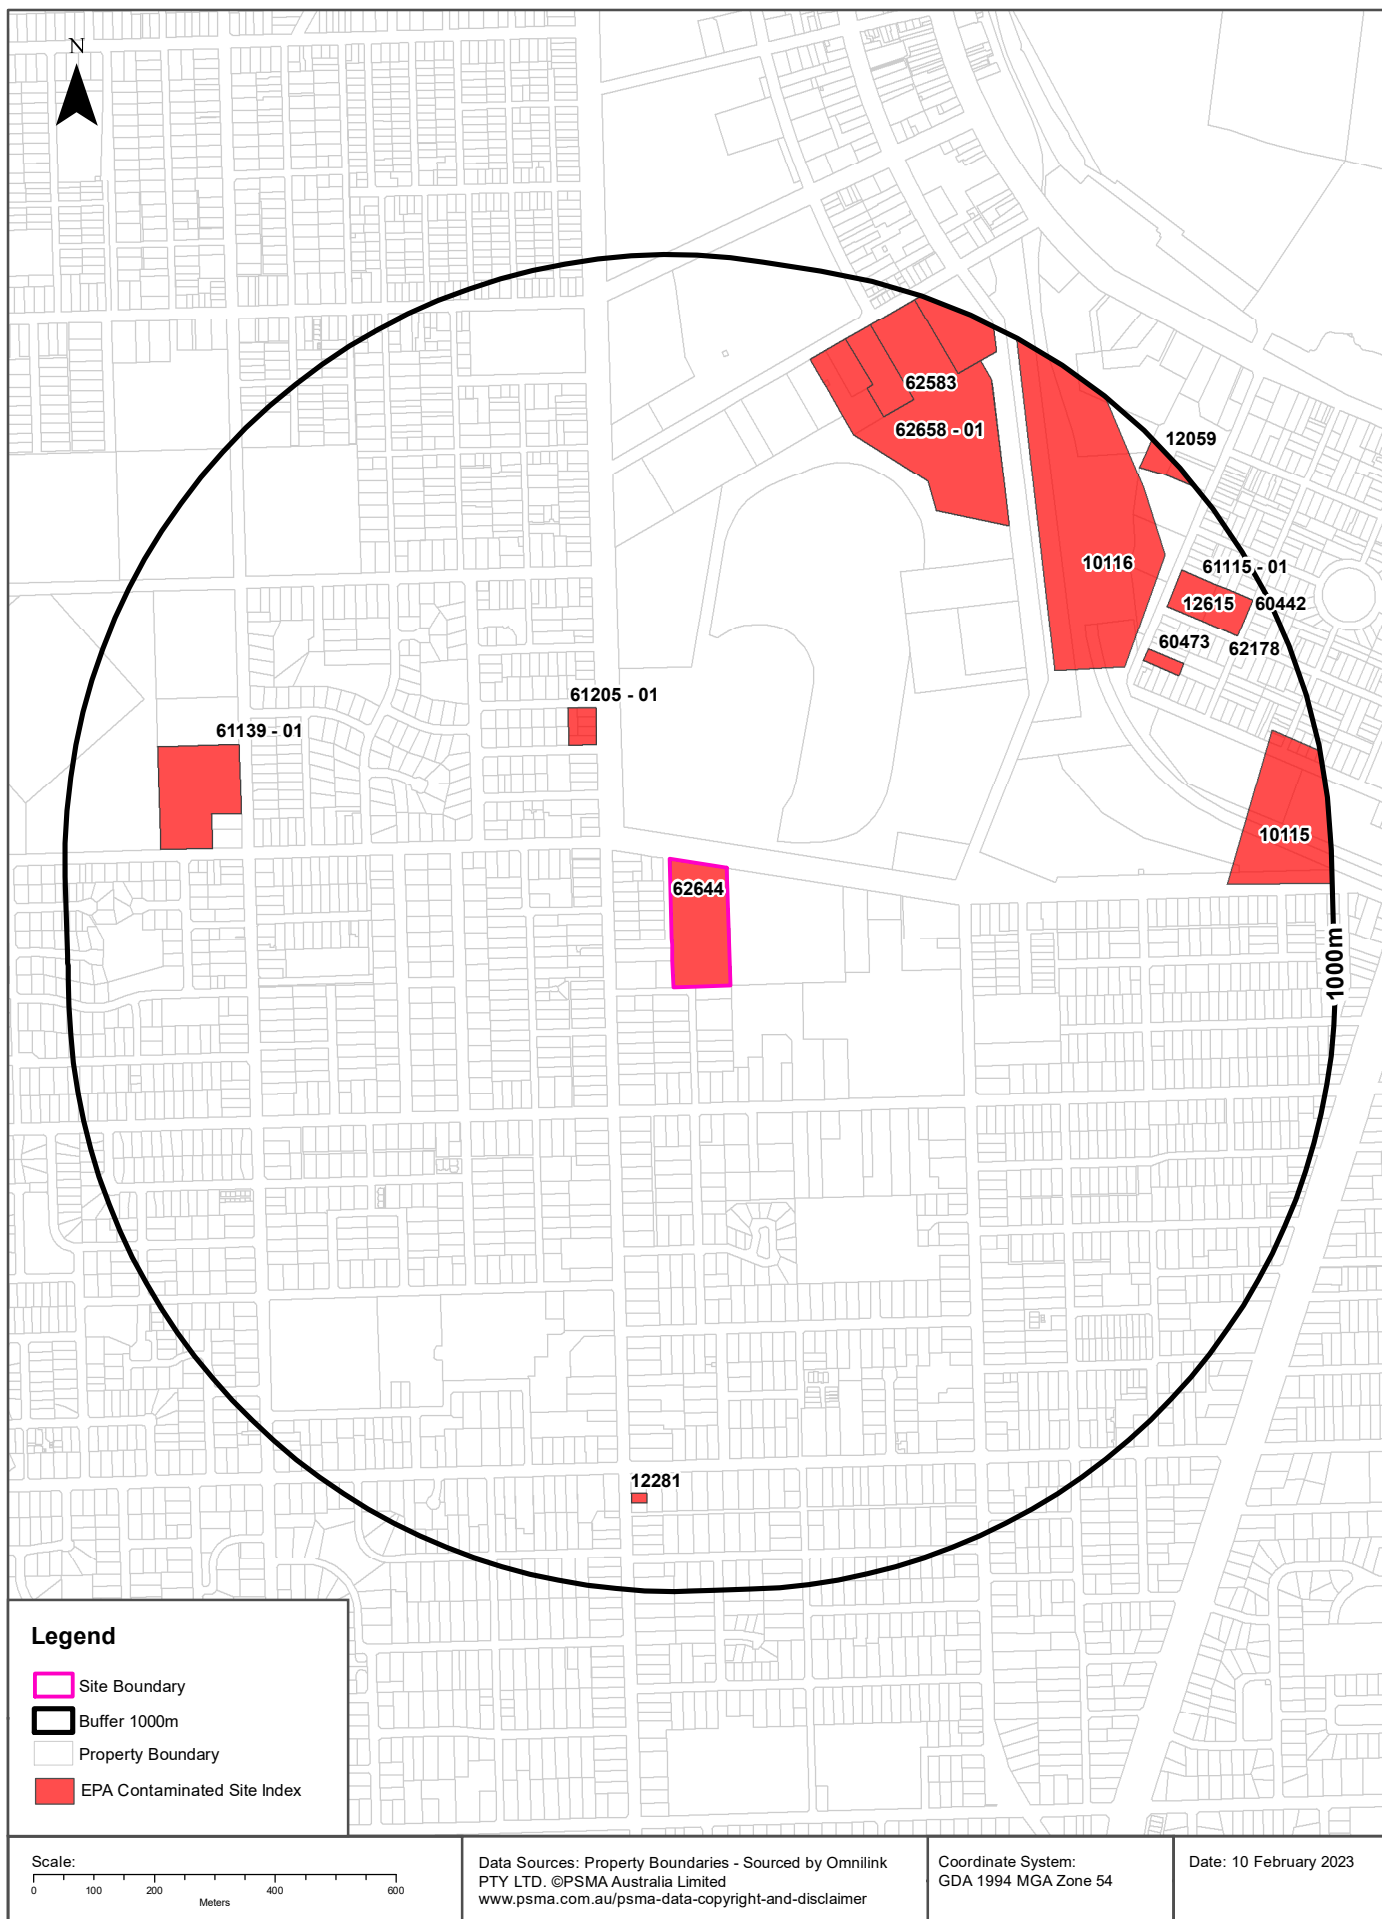 N
62583
62658 - 01
12059
10116
61115 - 01
12615
60442
60473
62178
61205 - 01
61139 - 01
10115
62644
1000m
12281
Legend
Site Boundary
Buffer 1000m
Property Boundary
EPA Contaminated Site Index
Scale:
0 100 200 400 600
Meters
Data Sources: Property Boundaries - Sourced by Omnilink
PTY LTD. ©PSMA Australia Limited
www.psma.com.au/psma-data-copyright-and-disclaimer
Coordinate System:
GDA 1994 MGA Zone 54
Date: 10 February 2023